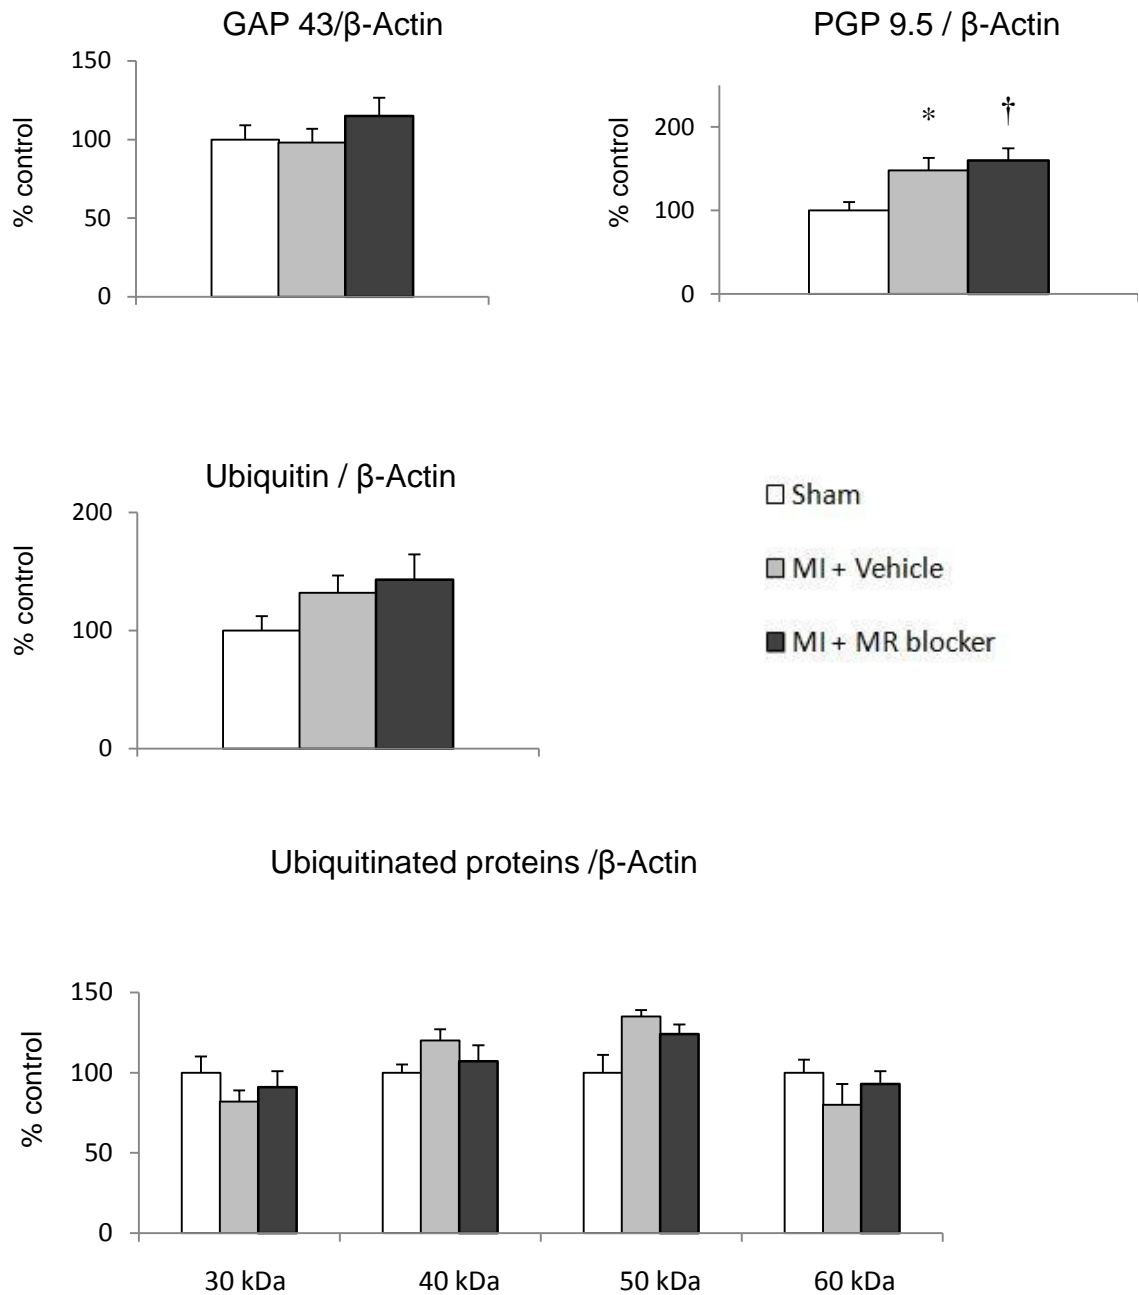 GAP 43/β-Actin
150
100
50
0
% control
PGP 9.5 / β-Actin
* †
200
100
0
% control
Ubiquitin / β-Actin
200
100
0
% control
Sham
MI + Vehicle
MI + MR blocker
Ubiquitinated proteins /β-Actin
150
100
50
0
% control
30 kDa 40 kDa 50 kDa 60 kDa